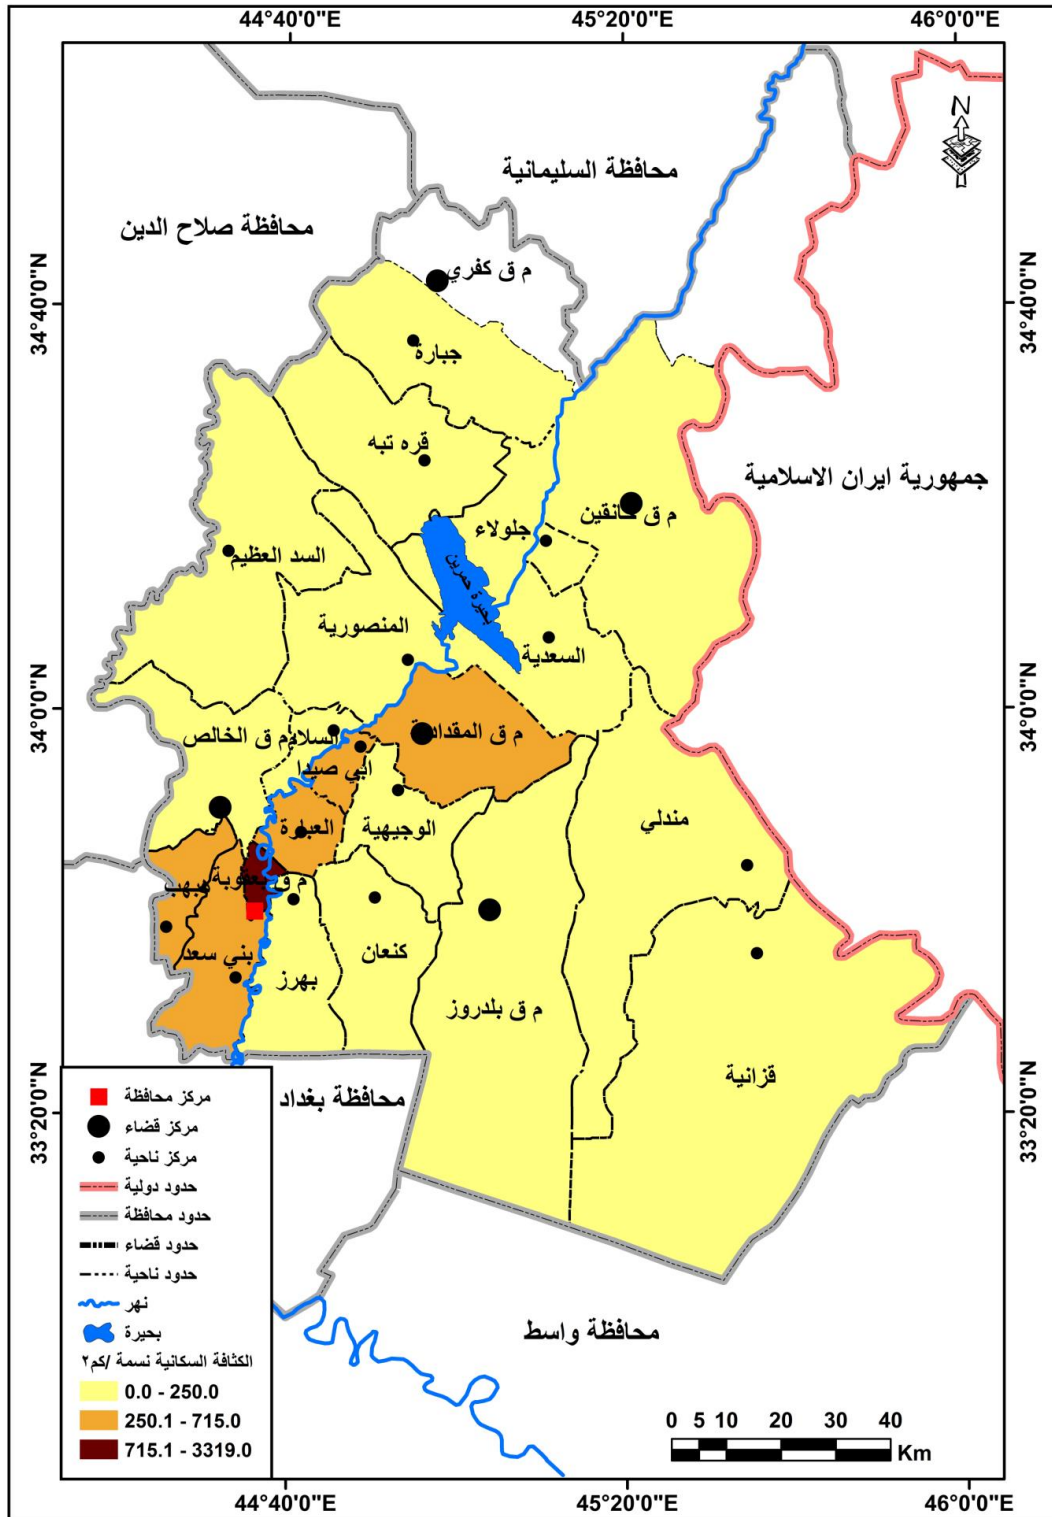 44°40'0"E
45°20'0"E
46°0'0"E
N
محافظة السليمانية
محافظة صلاح الدين
م ق كفري
34°40'0"N
34°40'0"N
جبارة
قره تبه
جمهورية ايران الاسلامية
م ق خانقين
جلولاء
السد العظيم
بحيرة حمرين
المنصورية
السعدية
34°0'0"N
34°0'0"N
م ق المقدادية
السلام
م ق الخالص
ابي صيدا
مندلي
العبارة
الوجيهية
م ق بعقوبة
هبهب
بني سعد
كنعان
بهرز
م ق بلدروز
قزانية
محافظة بغداد
33°20'0"N
33°20'0"N
مركز محافظة
مركز قضاء
مركز ناحية
حدود دولية
حدود محافظة
حدود قضاء
حدود ناحية
نهر
بحيرة
الكثافة السكانية نسمة /كم٢
0.0 - 250.0
250.1 - 715.0
715.1 - 3319.0
محافظة واسط
0 5 10 20 30 40
Km
44°40'0"E
45°20'0"E
46°0'0"E